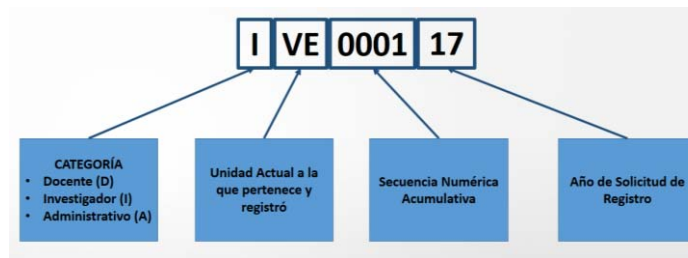 I VE 0001 17
CATEGORÍA
• Docente (D)
• Investigador (I)
• Administrativo (A)
Unidad Actual a la
que pertenece y
registró
Secuencia Numérica
Acumulativa
Año de Solicitud de
Registro